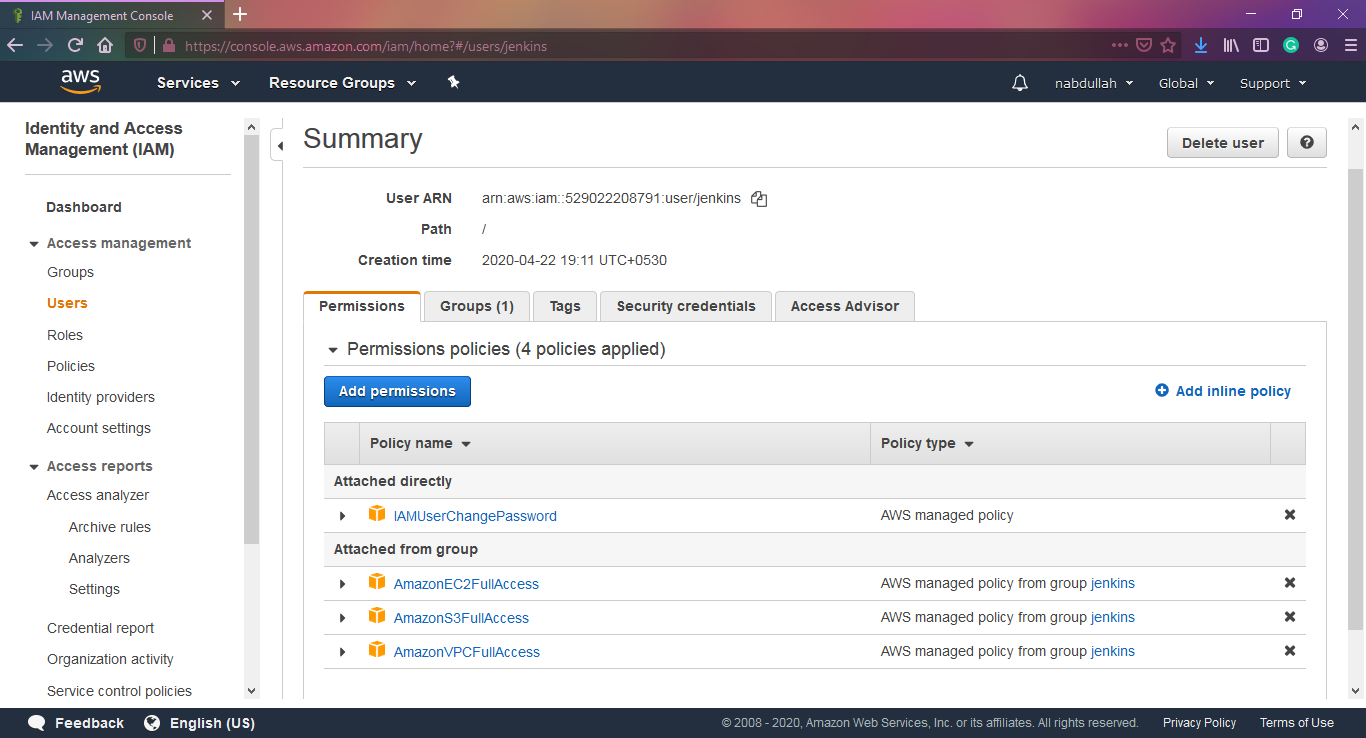 IAM Management Console
https://console.aws.amazon.com/iam/home?#/users/jenkins
aws Services Resource Groups nabdullah Global Support
Identity and Access
Management (IAM)
Dashboard
Access management
Groups
Users
Roles
Policies
Identity providers
Account settings
Access reports
Access analyzer
Archive rules
Analyzers
Settings
Credential report
Organization activity
Service control policies
Summary
Delete user
User ARN arn:aws:iam::529022208791:user/jenkins
Path /
Creation time 2020-04-22 19:11 UTC+0530
Permissions Groups (1) Tags Security credentials Access Advisor
Permissions policies (4 policies applied)
Add permissions Add inline policy
Policy name Policy type
Attached directly
IAMUserChangePassword AWS managed policy
Attached from group
AmazonEC2FullAccess AWS managed policy from group jenkins
AmazonS3FullAccess AWS managed policy from group jenkins
AmazonVPCFullAccess AWS managed policy from group jenkins
Feedback English (US) © 2008 - 2020, Amazon Web Services, Inc. or its affiliates. All rights reserved. Privacy Policy Terms of Use